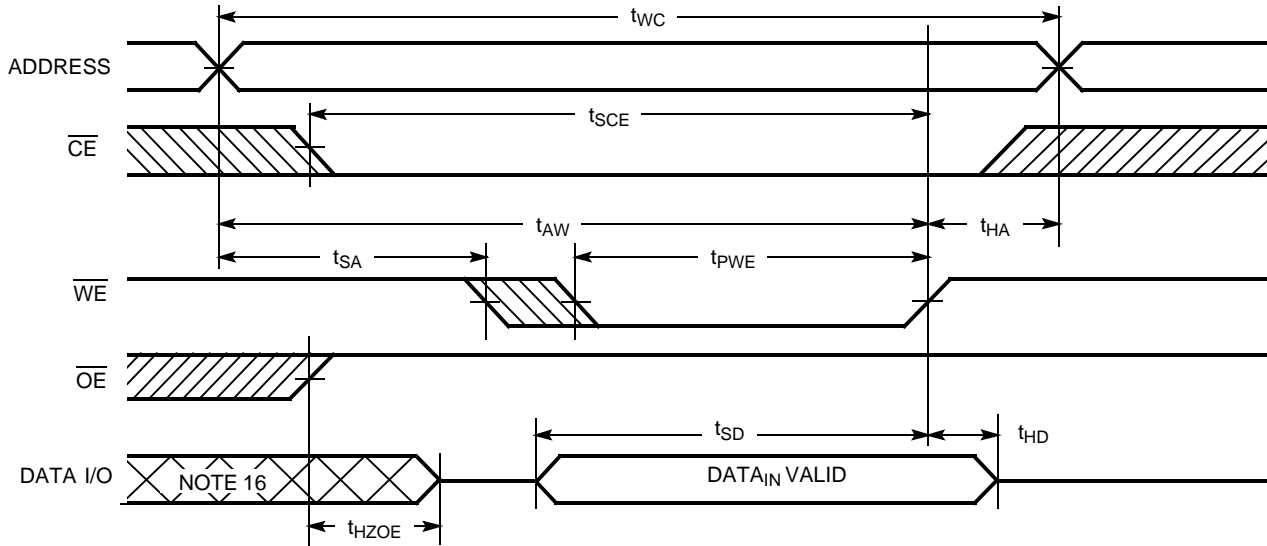 tWC
ADDRESS
tSCE
CE
tAW
tHA
tSA
tPWE
WE
OE
tSD
tHD
DATA I/O
NOTE 16
DATAIN VALID
tHZOE